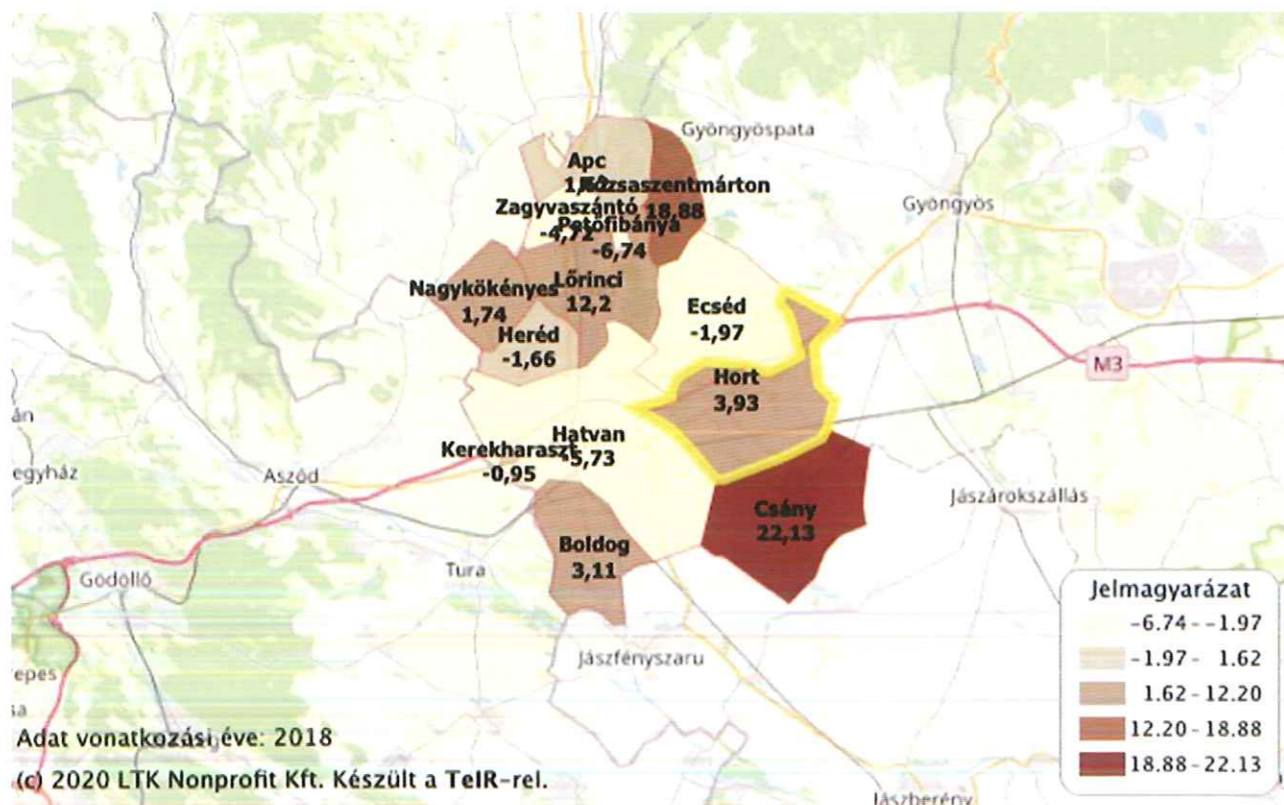 Gyöngyöspata
Apc
Rózsaszentmárton
18,88
Zagyvaszántó
-4,72
Petőfibánya
-6,74
Gyöngyös
Nagykökényes
1,74
Lőrinci
12,2
Ecséd
-1,97
Heréd
-1,66
M3
Hort
3,93
Hatvan
-5,73
Kerekharaszt
-0,95
Aszód
egyház
Jászárokszállás
Csány
22,13
Boldog
3,11
Tura
Gödöllő
Jászfényszaru
Jelmagyarázat
-6.74--1.97
-1.97- 1.62
1.62-12.20
12.20-18.88
18.88-22.13
epes
Adat vonatkozási éve: 2018
(c) 2020 LTK Nonprofit Kft. Készült a TeIR-rel.
Jászberény